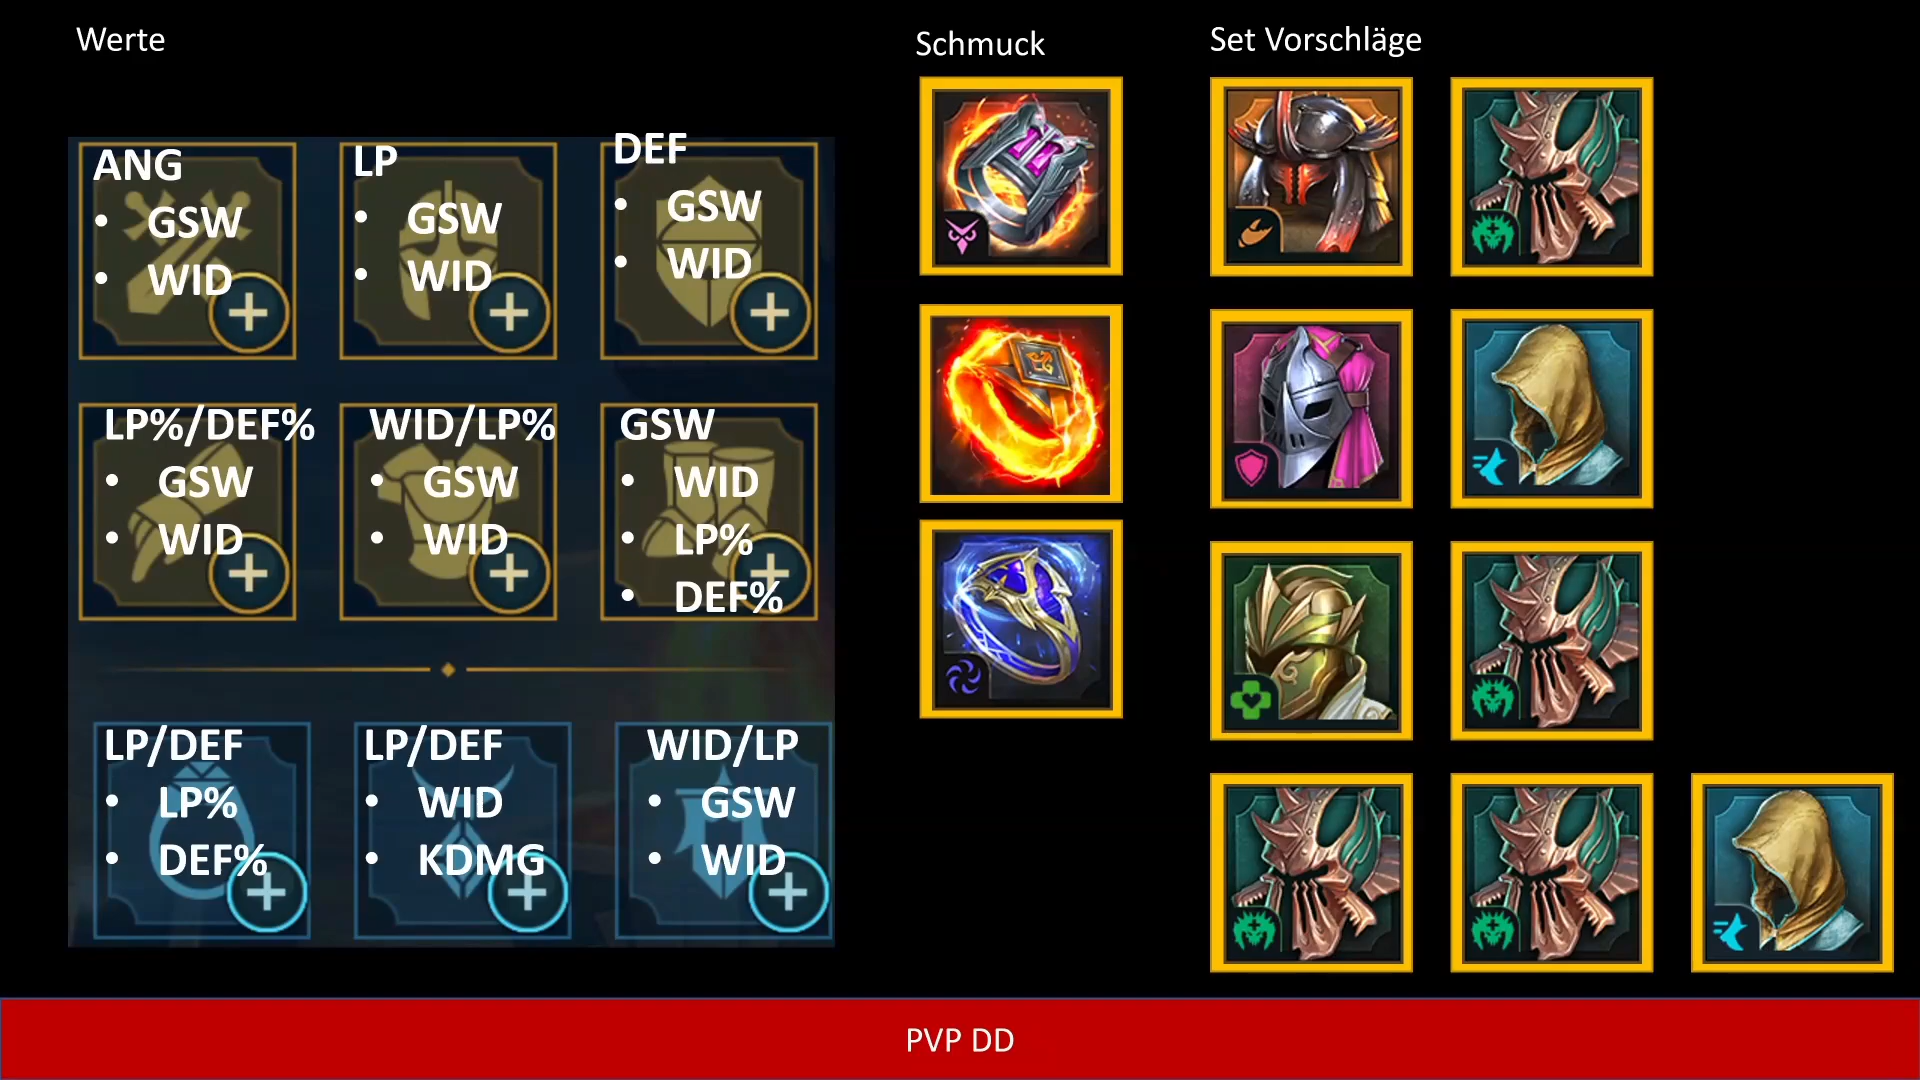 Werte
Schmuck
Set Vorschläge
ANG
• GSW
• WID
LP
• GSW
• WID
DEF
• GSW
• WID
LP%/DEF%
• GSW
• WID
WID/LP%
• GSW
• WID
GSW
• WID
• LP%
• DEF%
LP/DEF
• LP%
• DEF%
LP/DEF
• WID
• KDMG
WID/LP
• GSW
• WID
PVP DD